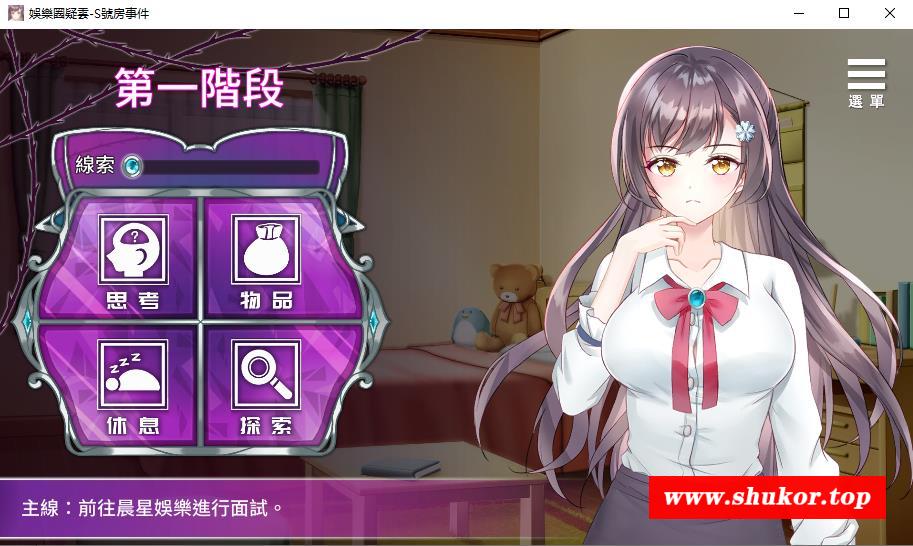 娛樂圈疑雲-S號房事件
第一階段
選單
線索
?
思考
物品
zzz
休息
探索
主線：前往晨星娛樂進行面試。
www.shukor.top